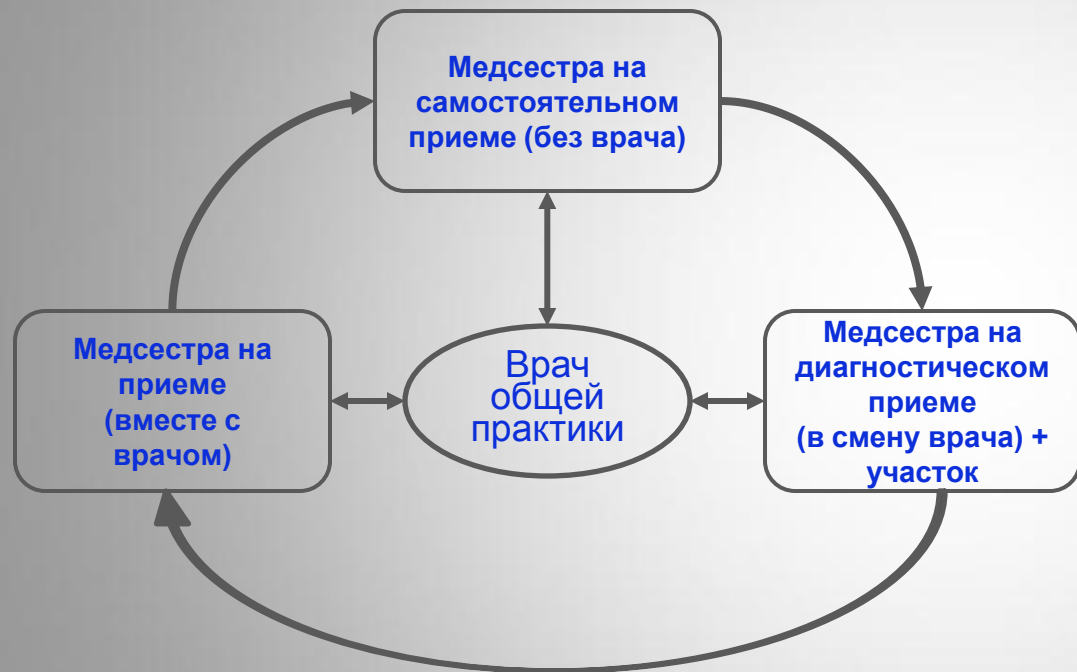 Медсестра на
самостоятельном
приеме (без врача)
Медсестра на
приеме
(вместе с
врачом)
Врач
общей
практики
Медсестра на
диагностическом
приеме
(в смену врача) +
участок